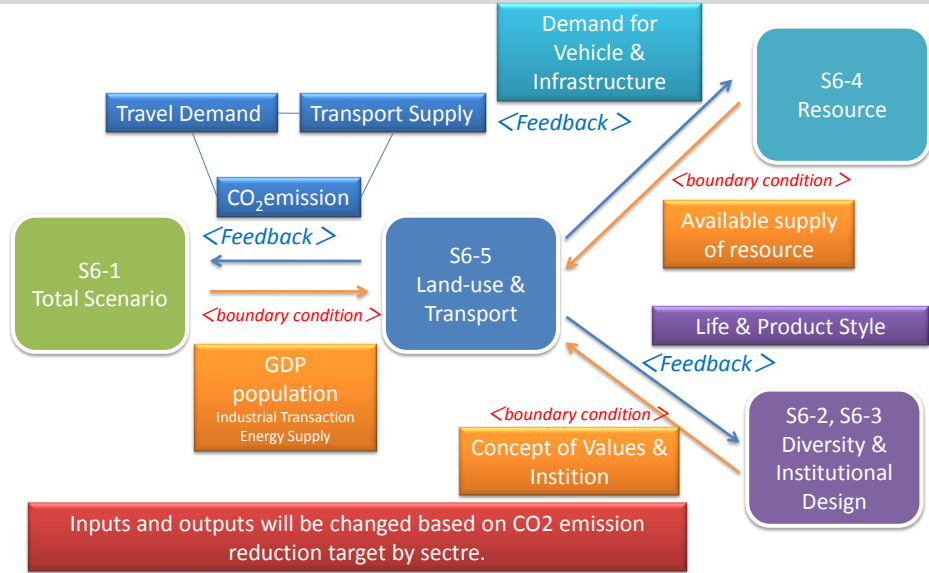 Demand for
Vehicle &
Infrastructure
S6-4
Resource
Travel Demand
Transport Supply
<Feedback>
<boundary condition>
CO2emission
Available supply
of resource
<Feedback>
S6-1
Total Scenario
S6-5
Land-use &
Transport
<boundary condition>
Life & Product Style
<Feedback>
GDP
population
Industrial Transaction
Energy Supply
<boundary condition>
Concept of Values &
Instition
S6-2, S6-3
Diversity &
Institutional
Design
Inputs and outputs will be changed based on CO2 emission
reduction target by sectre.